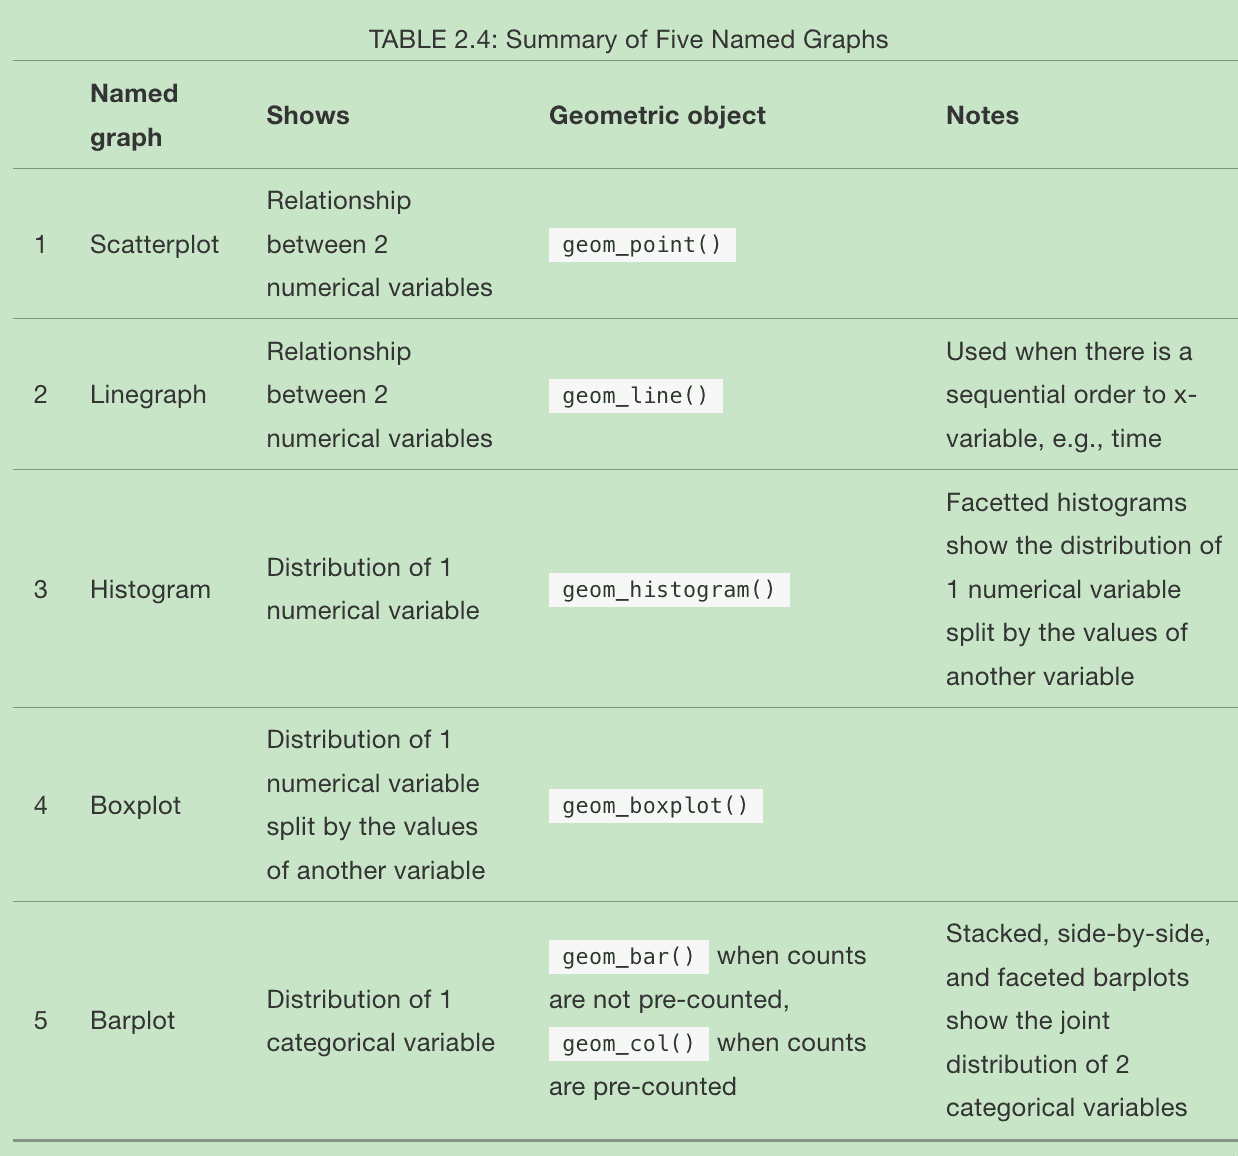 TABLE 2.4: Summary of Five Named Graphs
Named
graph
Shows
Geometric object
Notes
1
Scatterplot
Relationship
between 2
numerical variables
geom_point()
2
Linegraph
Relationship
between 2
numerical variables
geom_line()
Used when there is a
sequential order to x-
variable, e.g., time
3
Histogram
Distribution of 1
numerical variable
geom_histogram()
Facetted histograms
show the distribution of
1 numerical variable
split by the values of
another variable
4
Boxplot
Distribution of 1
numerical variable
split by the values
of another variable
geom_boxplot()
5
Barplot
Distribution of 1
categorical variable
geom_bar() when counts
are not pre-counted,
geom_col() when counts
are pre-counted
Stacked, side-by-side,
and faceted barplots
show the joint
distribution of 2
categorical variables